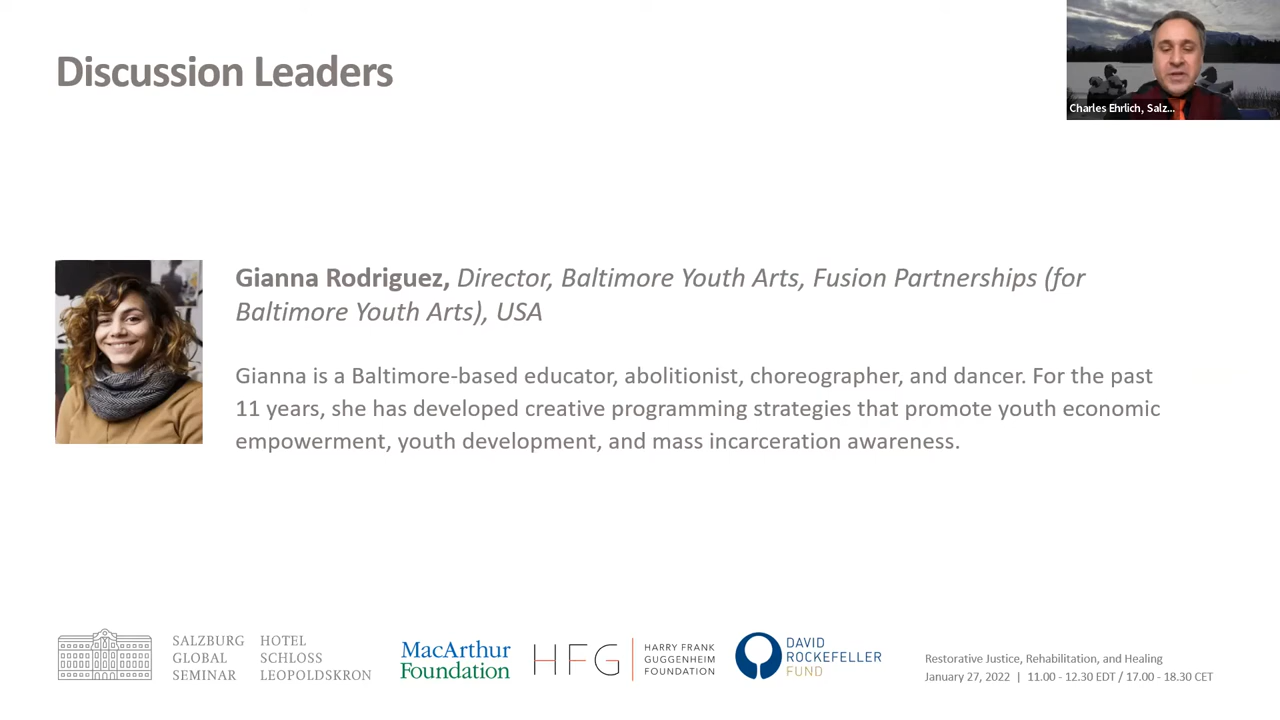 Discussion Leaders
Charles Ehrlich, Salz...
Gianna Rodriguez, Director, Baltimore Youth Arts, Fusion Partnerships (for
Baltimore Youth Arts), USA
Gianna is a Baltimore-based educator, abolitionist, choreographer, and dancer. For the past
11 years, she has developed creative programming strategies that promote youth economic
empowerment, youth development, and mass incarceration awareness.
SALZBURG
GLOBAL
SEMINAR
HOTEL
SCHLOSS
LEOPOLDSKRON
MacArthur
Foundation
HFG
HARRY FRANK
GUGGENHEIM
FOUNDATION
DAVID
ROCKEFELLER
FUND
Restorative Justice, Rehabilitation, and Healing
January 27, 2022 | 11.00 - 12.30 EDT / 17.00 - 18.30 CET